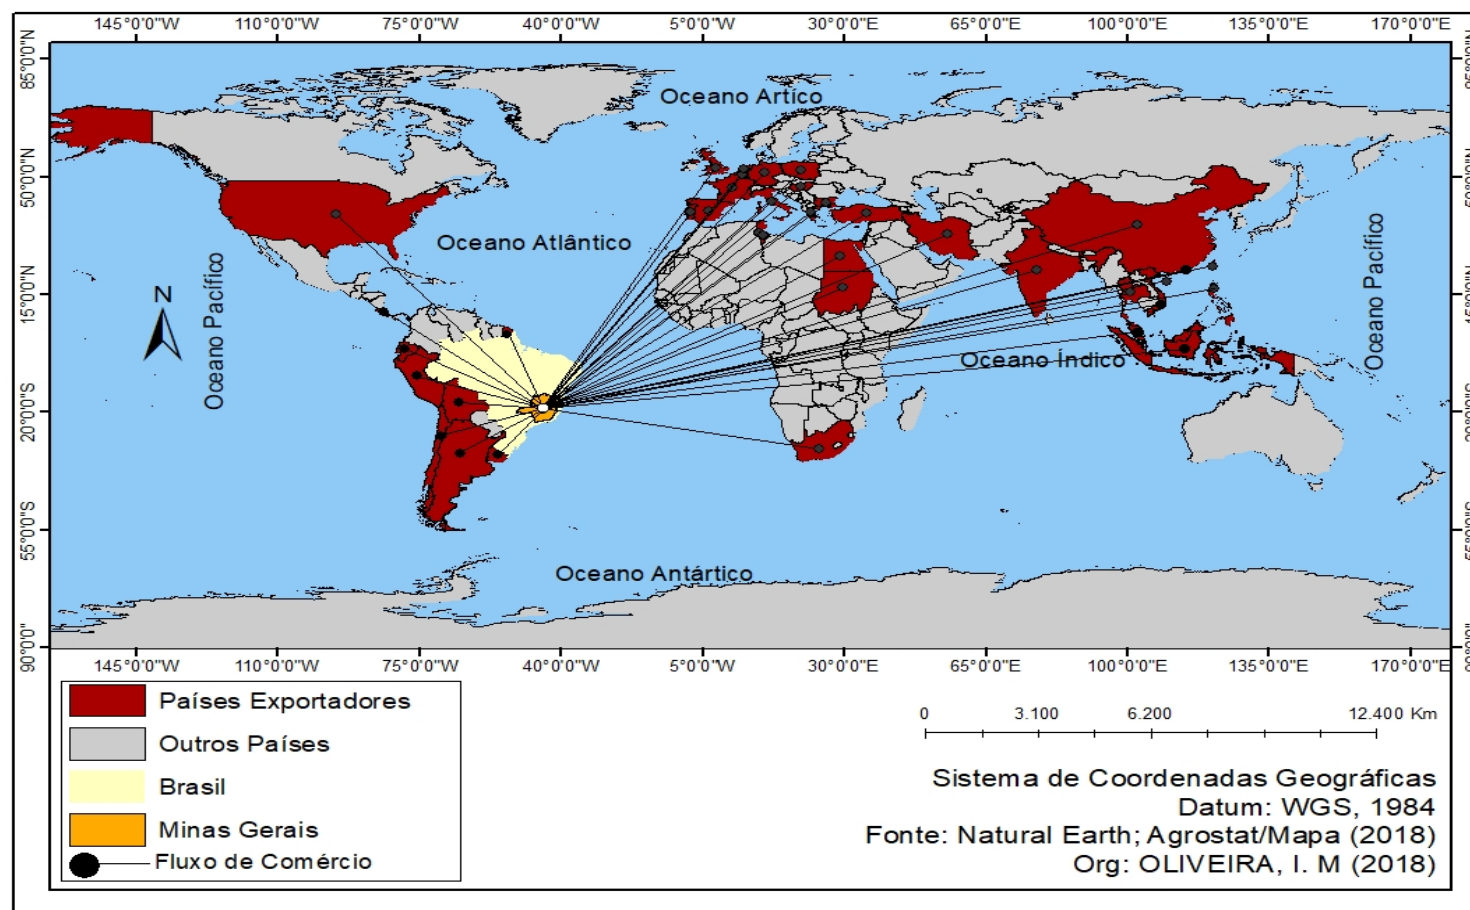 145°0'0"W 110°0'0"W 75°0'0"W 40°0'0"W 5°0'0"W 30°0'0"E 65°0'0"E 100°0'0"E 135°0'0"E 170°0'0"E
85°0'0"N
50°0'0"N
15°0'0"N
20°0'0"S
55°0'0"S
90°0'0"
Oceano Artico
Oceano Atlântico
Oceano Pacífico
N
Oceano Pacífico
Oceano Índico
Oceano Antártico
145°0'0"W 110°0'0"W 75°0'0"W 40°0'0"W 5°0'0"W 30°0'0"E 65°0'0"E 100°0'0"E 135°0'0"E 170°0'0"E
Países Exportadores
Outros Países
Brasil
Minas Gerais
Fluxo de Comércio
0 3.100 6.200 12.400 Km
Sistema de Coordenadas Geográficas
Datum: WGS, 1984
Fonte: Natural Earth; Agrostat/Mapa (2018)
Org: OLIVEIRA, I. M (2018)